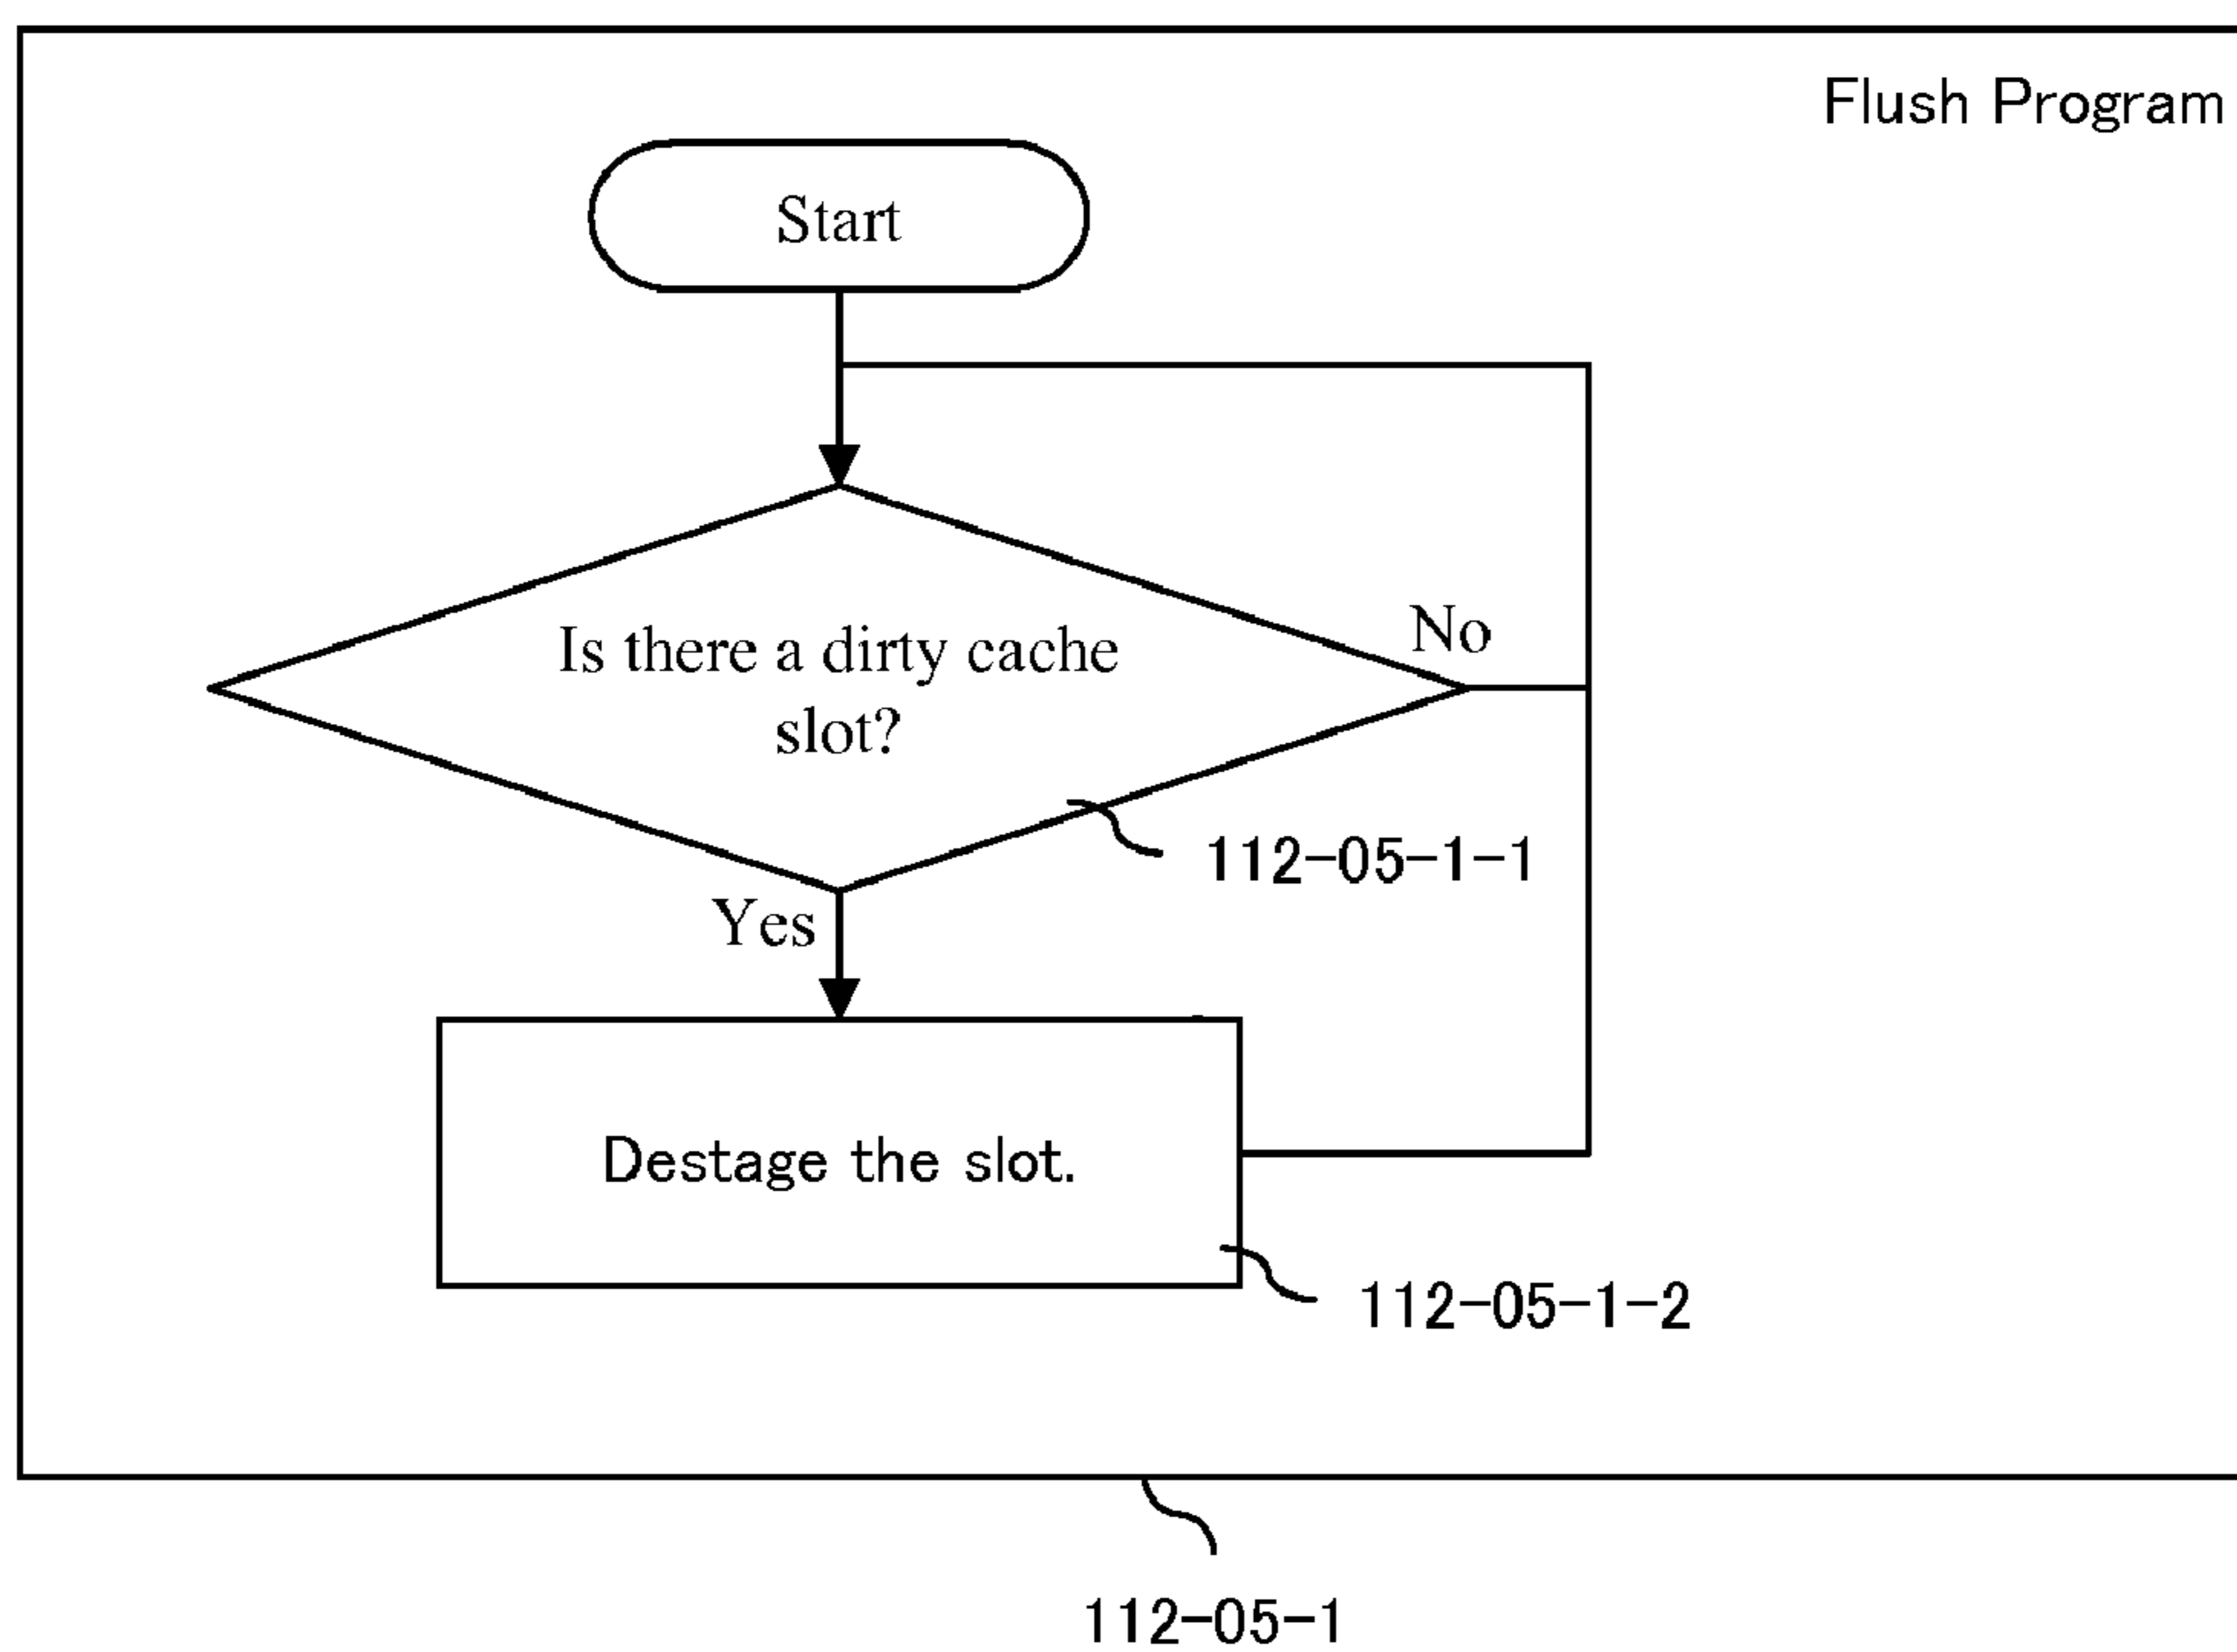 Flush Program
Start
Is there a dirty cache
slot?
No
112-05-1-1
Yes
Destage the slot.
112-05-1-2
112-05-1